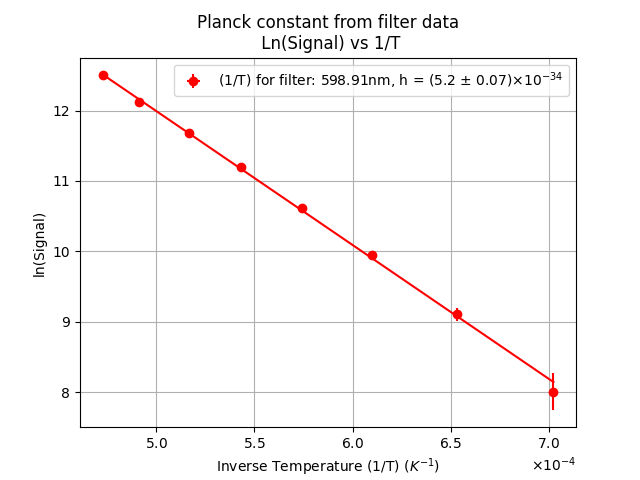 Planck constant from filter data
Ln(Signal) vs 1/T
(1/T) for filter: 598.91nm, h = (5.2 ± 0.07)×10⁻³⁴
ln(Signal)
12
11
10
9
8
5.0 5.5 6.0 6.5 7.0
×10⁻⁴
Inverse Temperature (1/T) (K⁻¹)